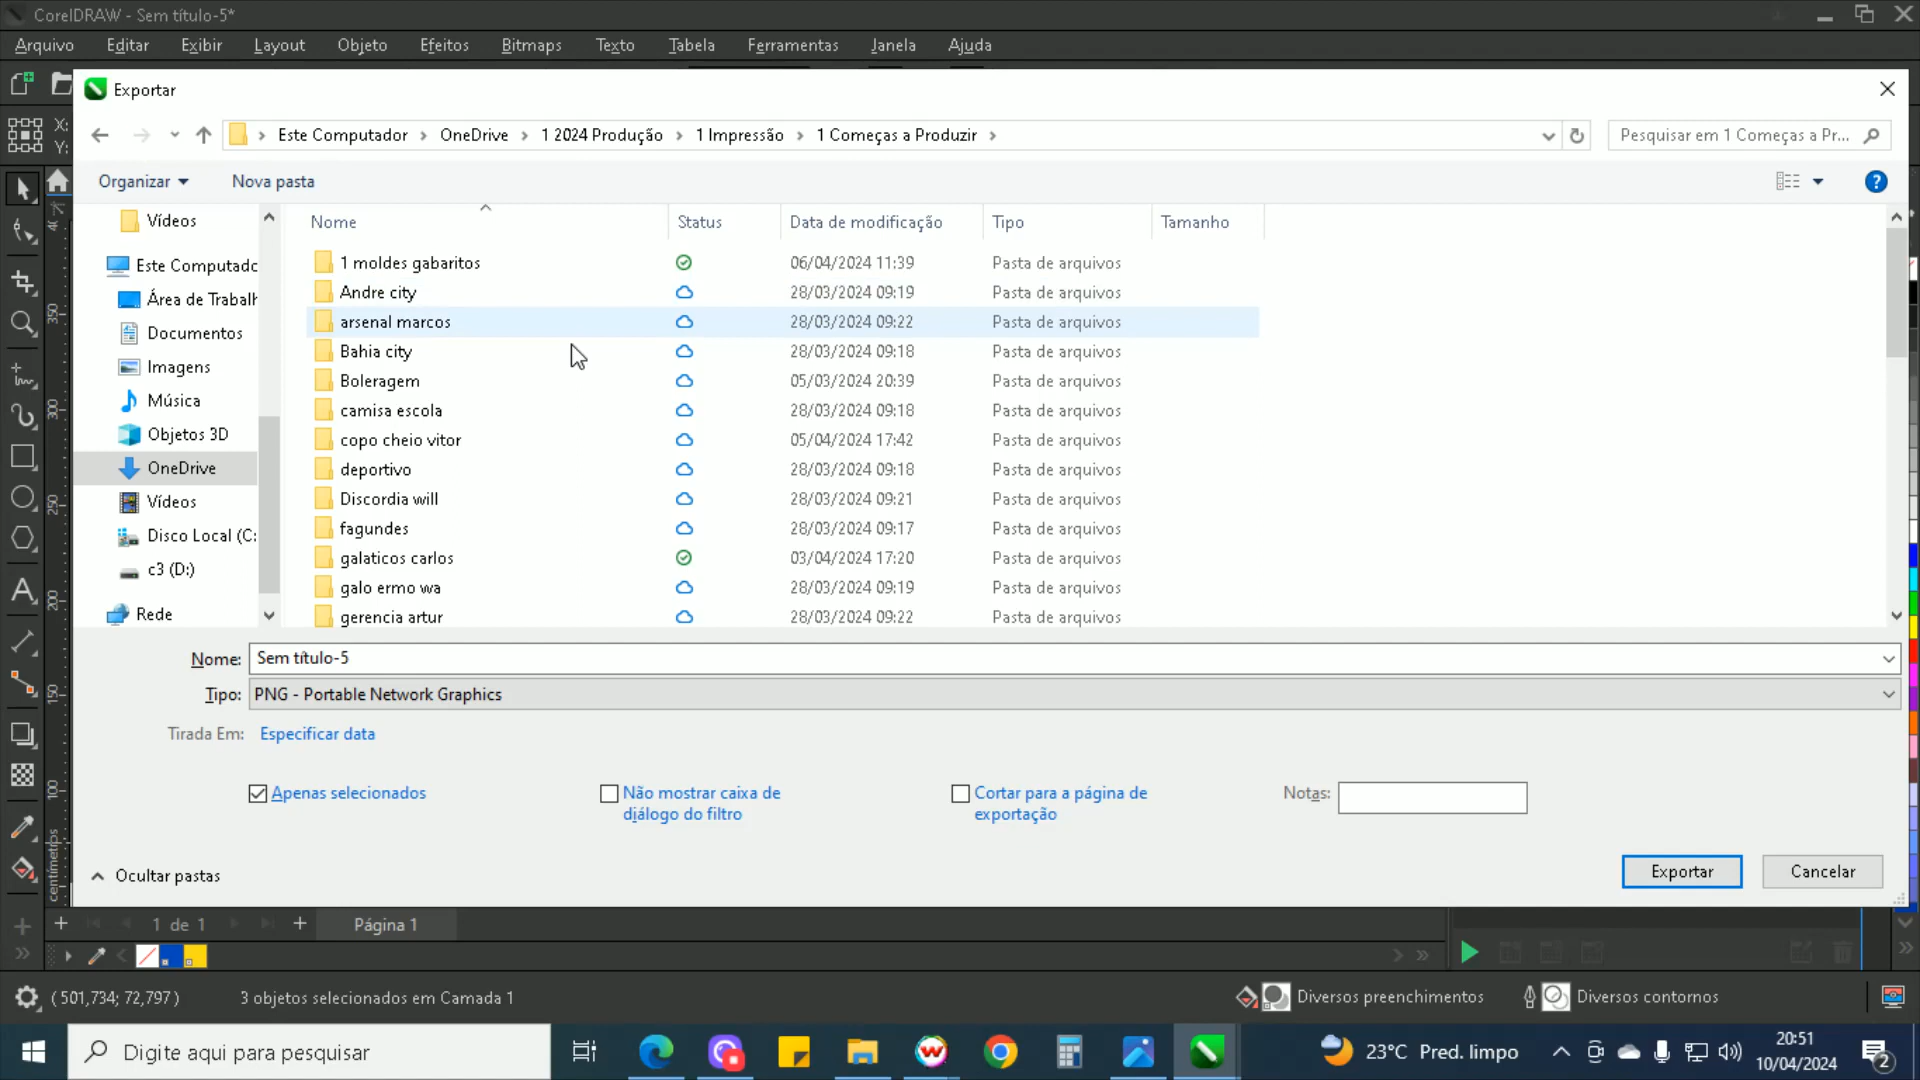 CorelDRAW - Sem título-5*
Arquivo Editar Exibir Layout Objeto Efeitos Bitmaps Texto Tabela Ferramentas Janela Ajuda
Exportar
X:
Y:
Este Computador > OneDrive > 1 2024 Produção > 1 Impressão > 1 Começas a Produzir >
Pesquisar em 1 Começas a Pr...
Organizar Nova pasta
Nome Status Data de modificação Tipo Tamanho
Vídeos
Este Computadc
Área de Trabalh
Documentos
Imagens
Música
Objetos 3D
OneDrive
Vídeos
Disco Local (C:
c3 (D:)
Rede
1 moldes gabaritos 06/04/2024 11:39 Pasta de arquivos
Andre city 28/03/2024 09:19 Pasta de arquivos
arsenal marcos 28/03/2024 09:22 Pasta de arquivos
Bahia city 28/03/2024 09:18 Pasta de arquivos
Boleragem 05/03/2024 20:39 Pasta de arquivos
camisa escola 28/03/2024 09:18 Pasta de arquivos
copo cheio vitor 05/04/2024 17:42 Pasta de arquivos
deportivo 28/03/2024 09:18 Pasta de arquivos
Discordia will 28/03/2024 09:21 Pasta de arquivos
fagundes 28/03/2024 09:17 Pasta de arquivos
galaticos carlos 03/04/2024 17:20 Pasta de arquivos
galo ermo wa 28/03/2024 09:19 Pasta de arquivos
gerencia artur 28/03/2024 09:22 Pasta de arquivos
Nome: Sem título-5
Tipo: PNG - Portable Network Graphics
Tirada Em: Especificar data
Apenas selecionados
Não mostrar caixa de
diálogo do filtro
Cortar para a página de
exportação
Notas:
Ocultar pastas
Exportar Cancelar
350
300
250
200
150
100
centímetros
1 de 1 Página 1
( 501,734; 72,797 ) 3 objetos selecionados em Camada 1
Diversos preenchimentos Diversos contornos
Digite aqui para pesquisar
23°C Pred. limpo
20:51
10/04/2024
2